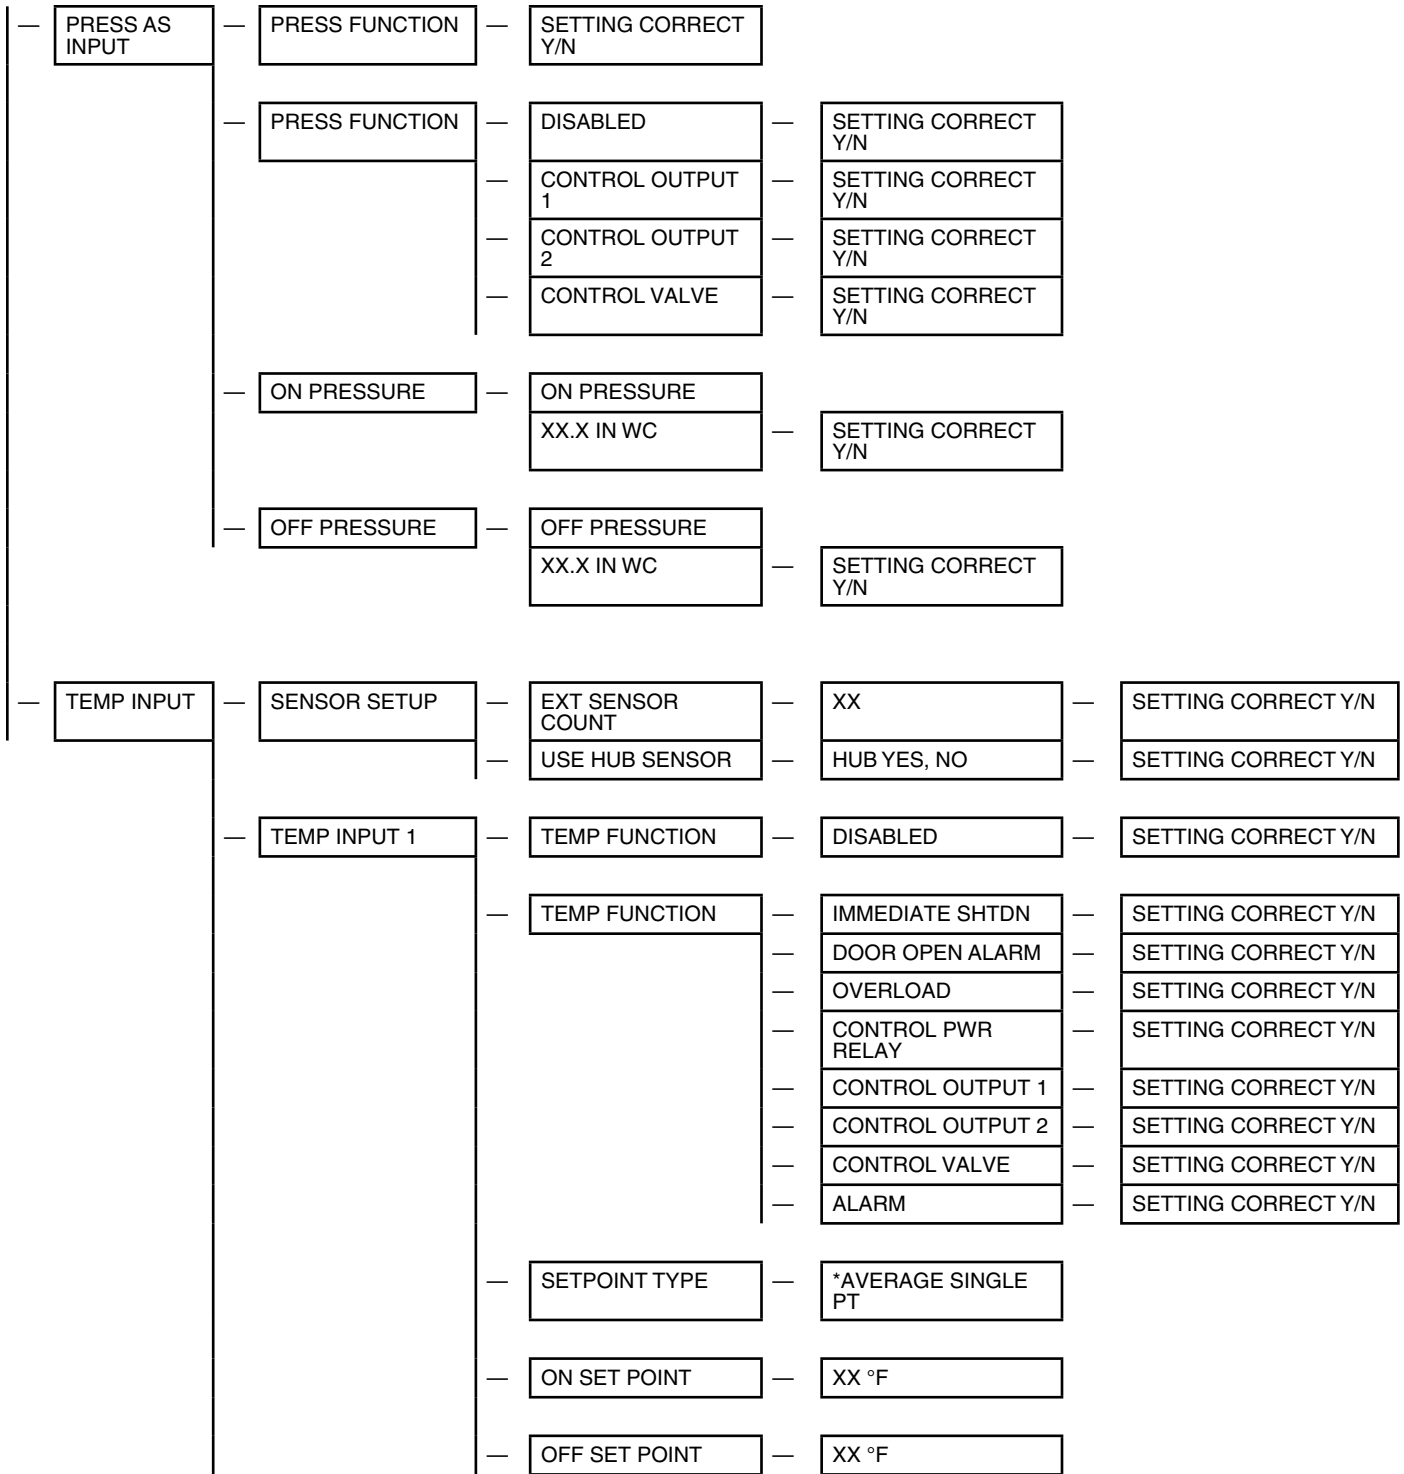 PRESS AS
INPUT
PRESS FUNCTION
SETTING CORRECT
Y/N
PRESS FUNCTION
DISABLED
SETTING CORRECT
Y/N
CONTROL OUTPUT
1
SETTING CORRECT
Y/N
CONTROL OUTPUT
2
SETTING CORRECT
Y/N
CONTROL VALVE
SETTING CORRECT
Y/N
ON PRESSURE
ON PRESSURE
XX.X IN WC
SETTING CORRECT
Y/N
OFF PRESSURE
OFF PRESSURE
XX.X IN WC
SETTING CORRECT
Y/N
TEMP INPUT
SENSOR SETUP
EXT SENSOR
COUNT
XX
SETTING CORRECT Y/N
USE HUB SENSOR
HUB YES, NO
SETTING CORRECT Y/N
TEMP INPUT 1
TEMP FUNCTION
DISABLED
SETTING CORRECT Y/N
TEMP FUNCTION
IMMEDIATE SHTDN
SETTING CORRECT Y/N
DOOR OPEN ALARM
SETTING CORRECT Y/N
OVERLOAD
SETTING CORRECT Y/N
CONTROL PWR
RELAY
SETTING CORRECT Y/N
CONTROL OUTPUT 1
SETTING CORRECT Y/N
CONTROL OUTPUT 2
SETTING CORRECT Y/N
CONTROL VALVE
SETTING CORRECT Y/N
ALARM
SETTING CORRECT Y/N
SETPOINT TYPE
*AVERAGE SINGLE
PT
ON SET POINT
XX °F
OFF SET POINT
XX °F